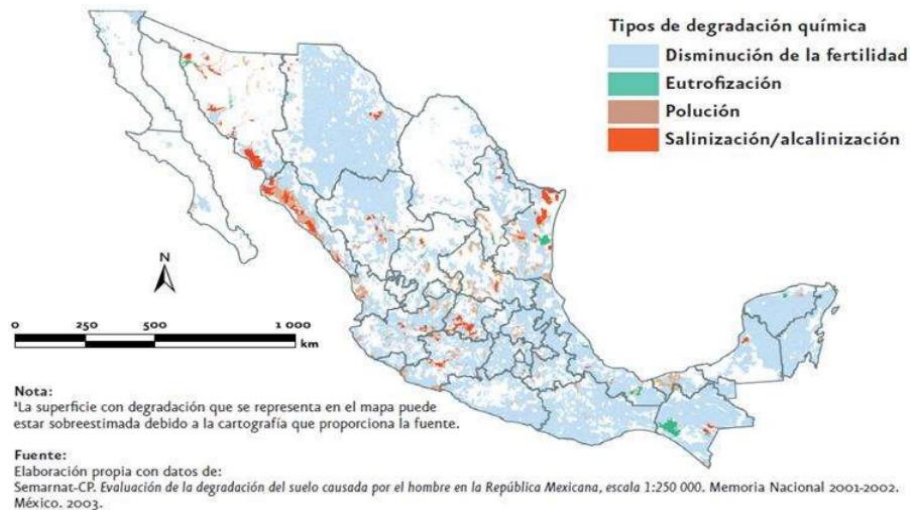 Tipos de degradación química
Disminución de la fertilidad
Eutrofización
Polución
Salinización/alcalinización
N
0 250 500 1 000
km
Nota:
¹La superficie con degradación que se representa en el mapa puede
estar sobreestimada debido a la cartografía que proporciona la fuente.
Fuente:
Elaboración propia con datos de:
Semarnat-CP. Evaluación de la degradación del suelo causada por el hombre en la República Mexicana, escala 1:250 000. Memoria Nacional 2001-2002.
México. 2003.